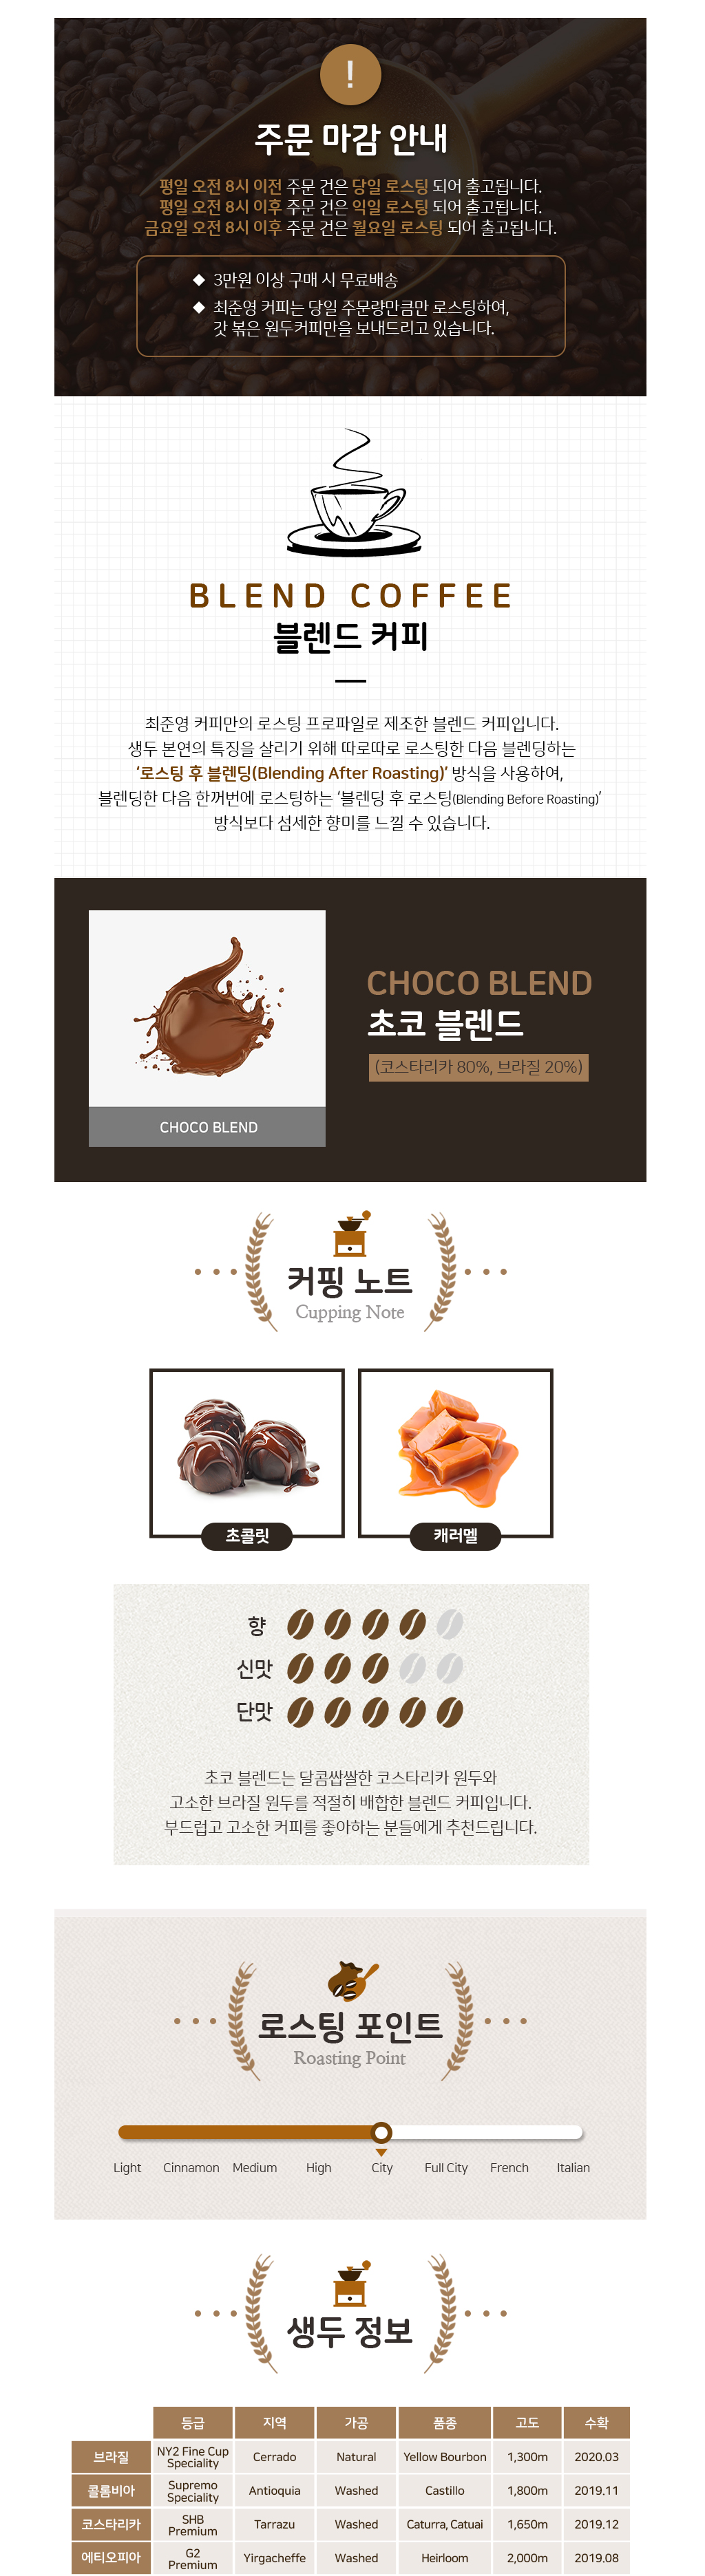 !
주문 마감 안내
평일 오전 8시 이전 주문 건은 당일 로스팅 되어 출고됩니다.
평일 오전 8시 이후 주문 건은 익일 로스팅 되어 출고됩니다.
금요일 오전 8시 이후 주문 건은 월요일 로스팅 되어 출고됩니다.
◆ 3만원 이상 구매 시 무료배송
◆ 최준영 커피는 당일 주문량만큼만 로스팅하여,
갓 볶은 원두커피만을 보내드리고 있습니다.
BLEND COFFEE
블렌드 커피
최준영 커피만의 로스팅 프로파일로 제조한 블렌드 커피입니다.
생두 본연의 특징을 살리기 위해 따로따로 로스팅한 다음 블렌딩하는
‘로스팅 후 블렌딩(Blending After Roasting)’ 방식을 사용하여,
블렌딩한 다음 한꺼번에 로스팅하는 ‘블렌딩 후 로스팅(Blending Before Roasting)’
방식보다 섬세한 향미를 느낄 수 있습니다.
CHOCO BLEND
초코 블렌드
(코스타리카 80%, 브라질 20%)
CHOCO BLEND
커핑 노트
Cupping Note
초콜릿 캐러멜
향
신맛
단맛
초코 블렌드는 달콤쌉쌀한 코스타리카 원두와
고소한 브라질 원두를 적절히 배합한 블렌드 커피입니다.
부드럽고 고소한 커피를 좋아하는 분들에게 추천드립니다.
로스팅 포인트
Roasting Point
Light Cinnamon Medium High City Full City French Italian
생두 정보
등급 지역 가공 품종 고도 수확
브라질 NY2 Fine Cup Speciality Cerrado Natural Yellow Bourbon 1,300m 2020.03
콜롬비아 Supremo Speciality Antioquia Washed Castillo 1,800m 2019.11
코스타리카 SHB Premium Tarrazu Washed Caturra, Catuai 1,650m 2019.12
에티오피아 G2 Premium Yirgacheffe Washed Heirloom 2,000m 2019.08